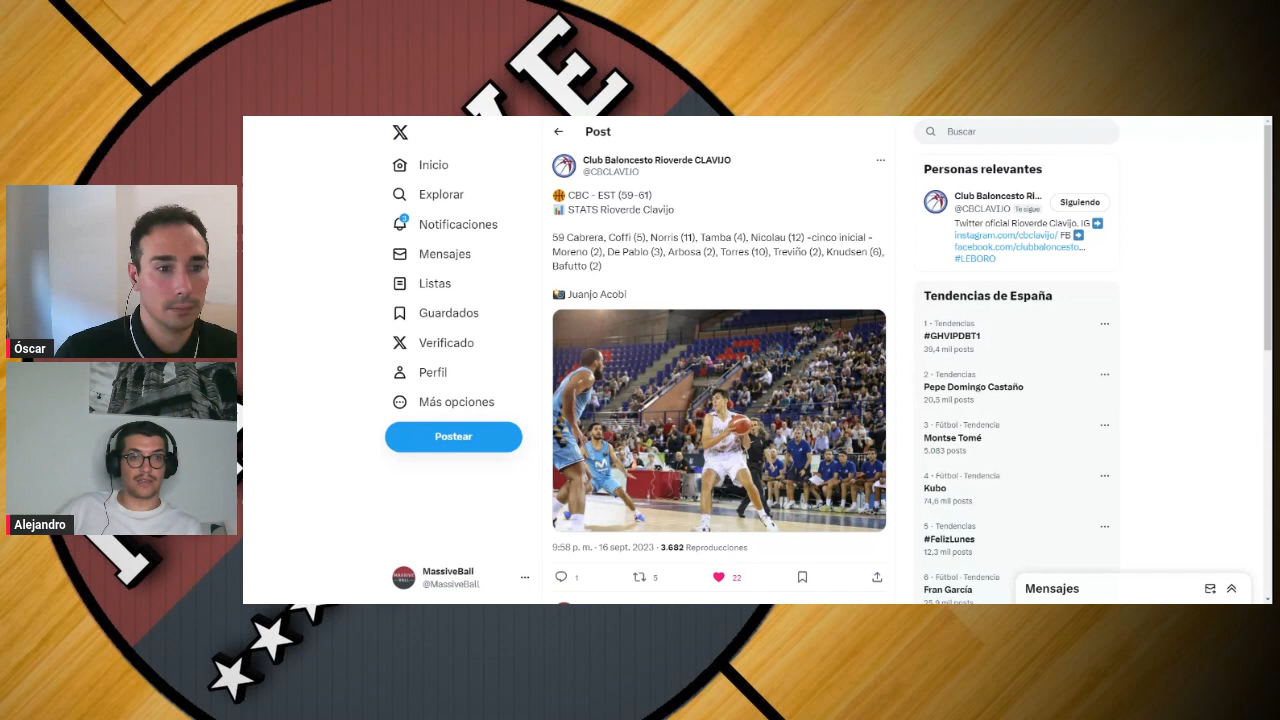 VE
Óscar
Alejandro
Inicio
Explorar
3
Notificaciones
Mensajes
Listas
Guardados
Verificado
Perfil
Más opciones
Postear
MassiveBall
@MassiveBall
Post
Club Baloncesto Rioverde CLAVIJO
@CBCLAVIJO
🏀 CBC - EST (59-61)
📊 STATS Rioverde Clavijo
59 Cabrera, Coffi (5), Norris (11), Tamba (4), Nicolau (12) -cinco inicial -
Moreno (2), De Pablo (3), Arbosa (2), Torres (10), Treviño (2), Knudsen (6),
Bafutto (2)
📸 Juanjo Acobi
9:58 p. m. · 16 sept. 2023 · 3.682 Reproducciones
1
5
22
Buscar
Personas relevantes
Club Baloncesto Ri...
@CBCLAVIJO Te sigue
Siguiendo
Twitter oficial Rioverde Clavijo. IG ➡️
instagram.com/cbclavijo/ FB ➡️
facebook.com/clubbaloncesto...
#LEBORO
Tendencias de España
1 · Tendencias
#GHVIPDBT1
39,4 mil posts
2 · Tendencias
Pepe Domingo Castaño
20,5 mil posts
3 · Fútbol · Tendencia
Montse Tomé
5.083 posts
4 · Fútbol · Tendencia
Kubo
74,6 mil posts
5 · Tendencias
#FelizLunes
12,3 mil posts
6 · Fútbol · Tendencia
Fran García
25,9 mil posts
Mensajes